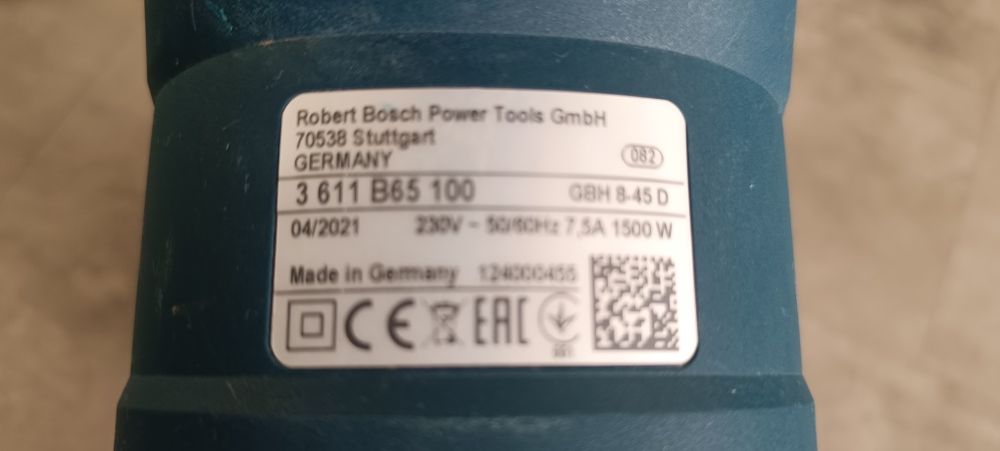 Robert Bosch Power Tools GmbH
70538 Stuttgart
GERMANY
082
3 611 B65 100 GBH 8-45 D
04/2021 230V ~ 50/60Hz 7,5A 1500 W
Made in Germany
CE EAC